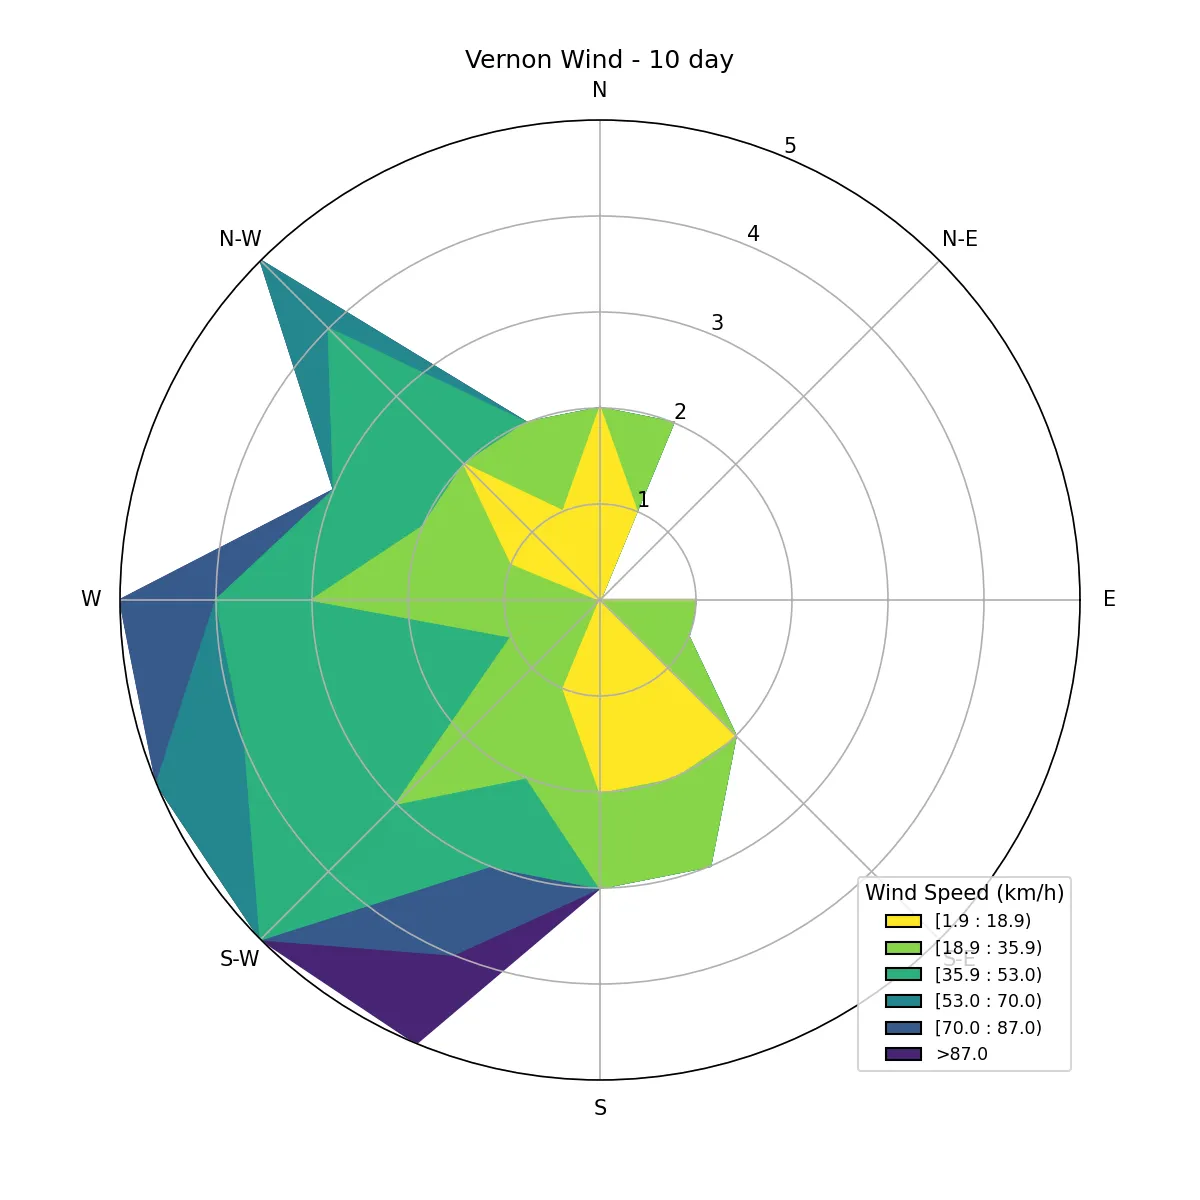 Vernon Wind - 10 day
N
5
N-W
N-E
4
3
2
1
W
E
Wind Speed (km/h)
[1.9 : 18.9)
[18.9 : 35.9)
S-W
S-E
[35.9 : 53.0)
[53.0 : 70.0)
[70.0 : 87.0)
>87.0
S